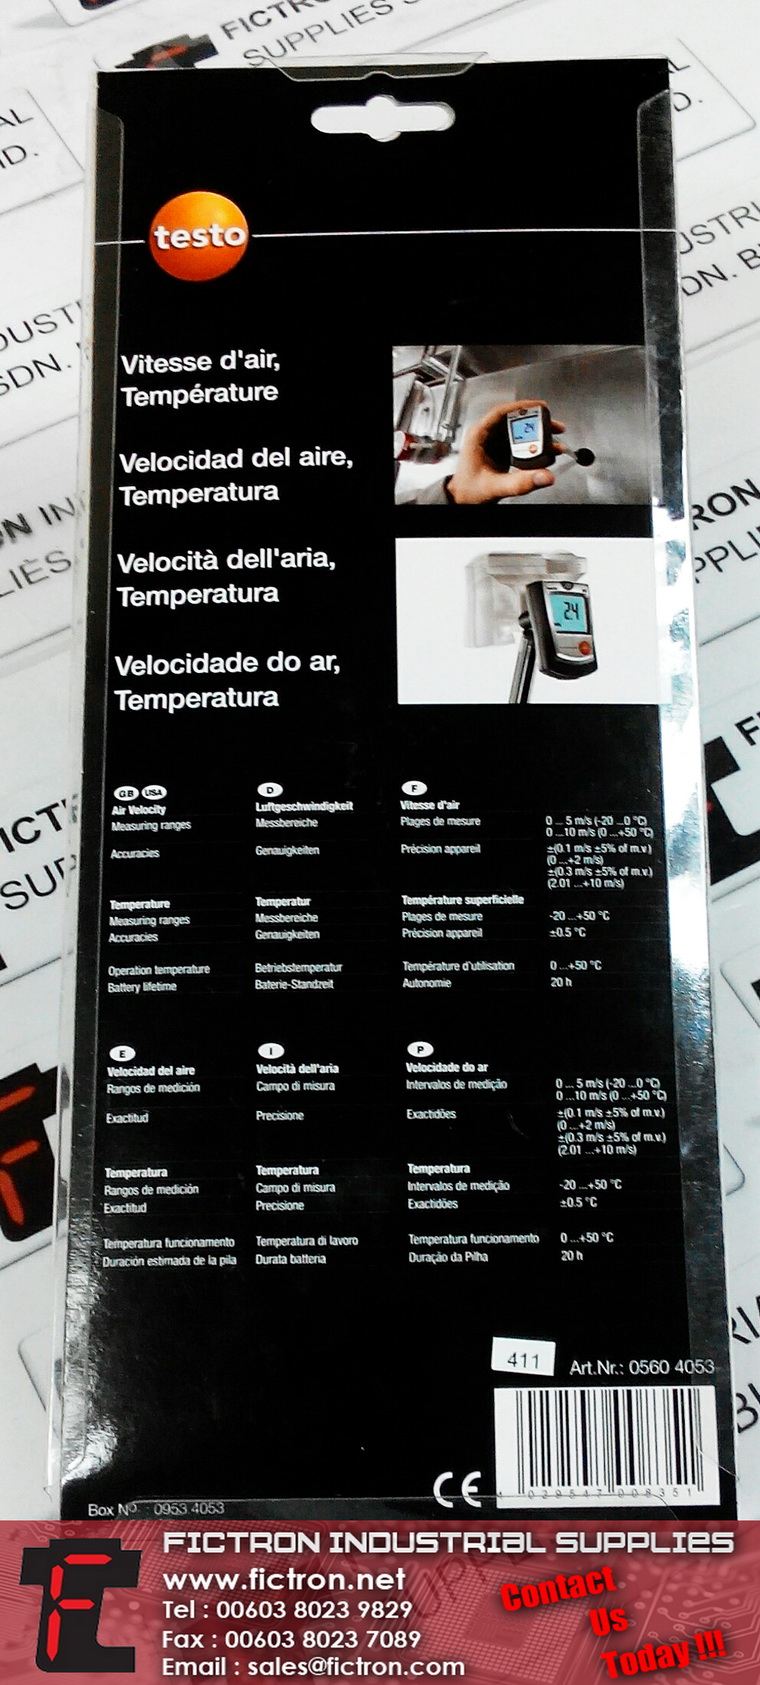 testo
Vitesse d'air,
Température
Velocidad del aire,
Temperatura
Velocità dell'aria,
Temperatura
Velocidade do ar,
Temperatura
24
24
GB USA D F
Air Velocity Luftgeschwindigkeit Vitesse d'air
Measuring ranges Messbereiche Plages de mesure 0 ... 5 m/s (-20 ...0 °C)
0 ...10 m/s (0 ...+50 °C)
Accuracies Genauigkeiten Précision appareil ±(0.1 m/s ±5% of m.v.)
(0 ...+2 m/s)
±(0.3 m/s ±5% of m.v.)
(2.01 ...+10 m/s)
Temperature Temperatur Température superficielle
Measuring ranges Messbereiche Plages de mesure -20 ...+50 °C
Accuracies Genauigkeiten Précision appareil ±0.5 °C
Operation temperature Betriebstemperatur Température d'utilisation 0 ...+50 °C
Battery lifetime Baterie-Standzeit Autonomie 20 h
E I P
Velocidad del aire Velocità dell'aria Velocidade do ar
Rangos de medición Campo di misura Intervalos de medição 0 ... 5 m/s (-20 ...0 °C)
0 ...10 m/s (0 ...+50 °C)
Exactitud Precisione Exactidões ±(0.1 m/s ±5% of m.v.)
(0 ...+2 m/s)
±(0.3 m/s ±5% of m.v.)
(2.01 ...+10 m/s)
Temperatura Temperatura Temperatura
Rangos de medición Campo di misura Intervalos de medição -20 ...+50 °C
Exactitud Precisione Exactidões ±0.5 °C
Temperatura funcionamento Temperatura di lavoro Temperatura funcionamento 0 ...+50 °C
Duración estimada de la pila Durata batteria Duração da Pilha 20 h
411
Art.Nr.: 0560 4053
CE
4 029547 008351
Box Nº : 0953 4053
FICTRON INDUSTRIAL SUPPLIES
www.fictron.net
Tel : 00603 8023 9829
Fax : 00603 8023 7089
Email : sales@fictron.com
Contact
Us
Today !!!